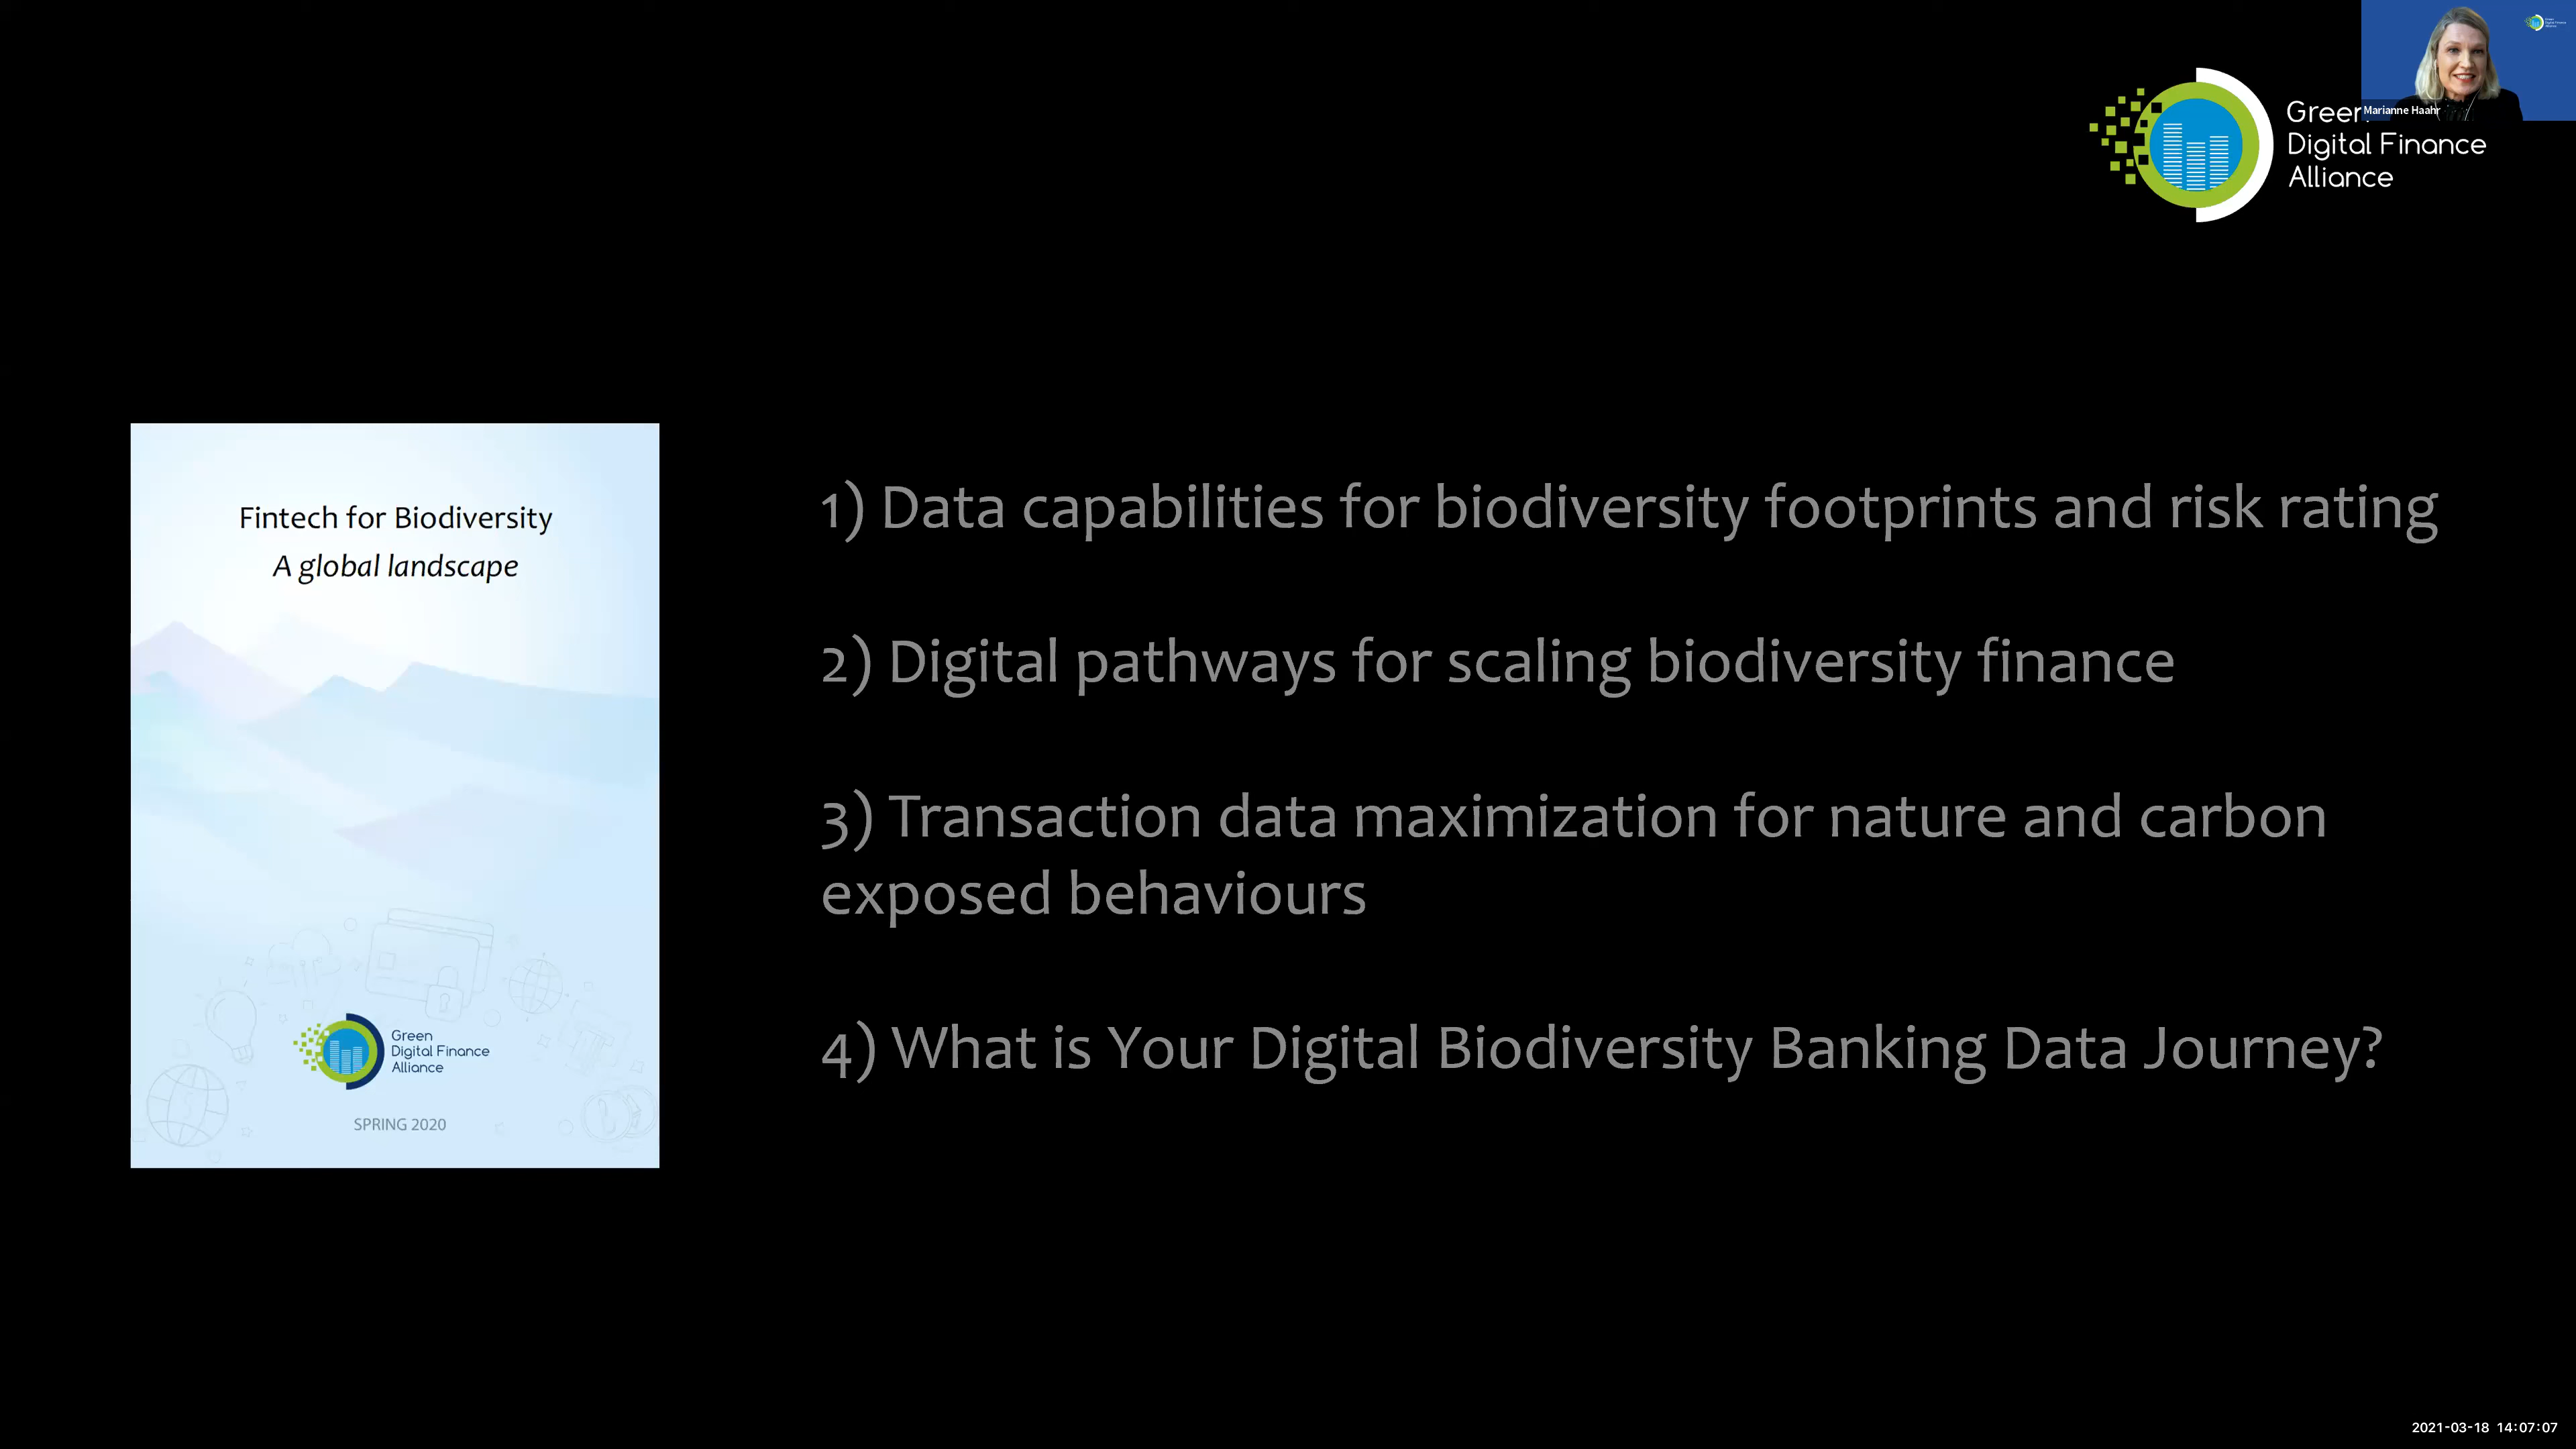 Green
Digital Finance
Alliance
Marianne Haahr
Fintech for Biodiversity
A global landscape
Green
Digital Finance
Alliance
SPRING 2020
1) Data capabilities for biodiversity footprints and risk rating
2) Digital pathways for scaling biodiversity finance
3) Transaction data maximization for nature and carbon
exposed behaviours
4) What is Your Digital Biodiversity Banking Data Journey?
2021-03-18 14:07:07